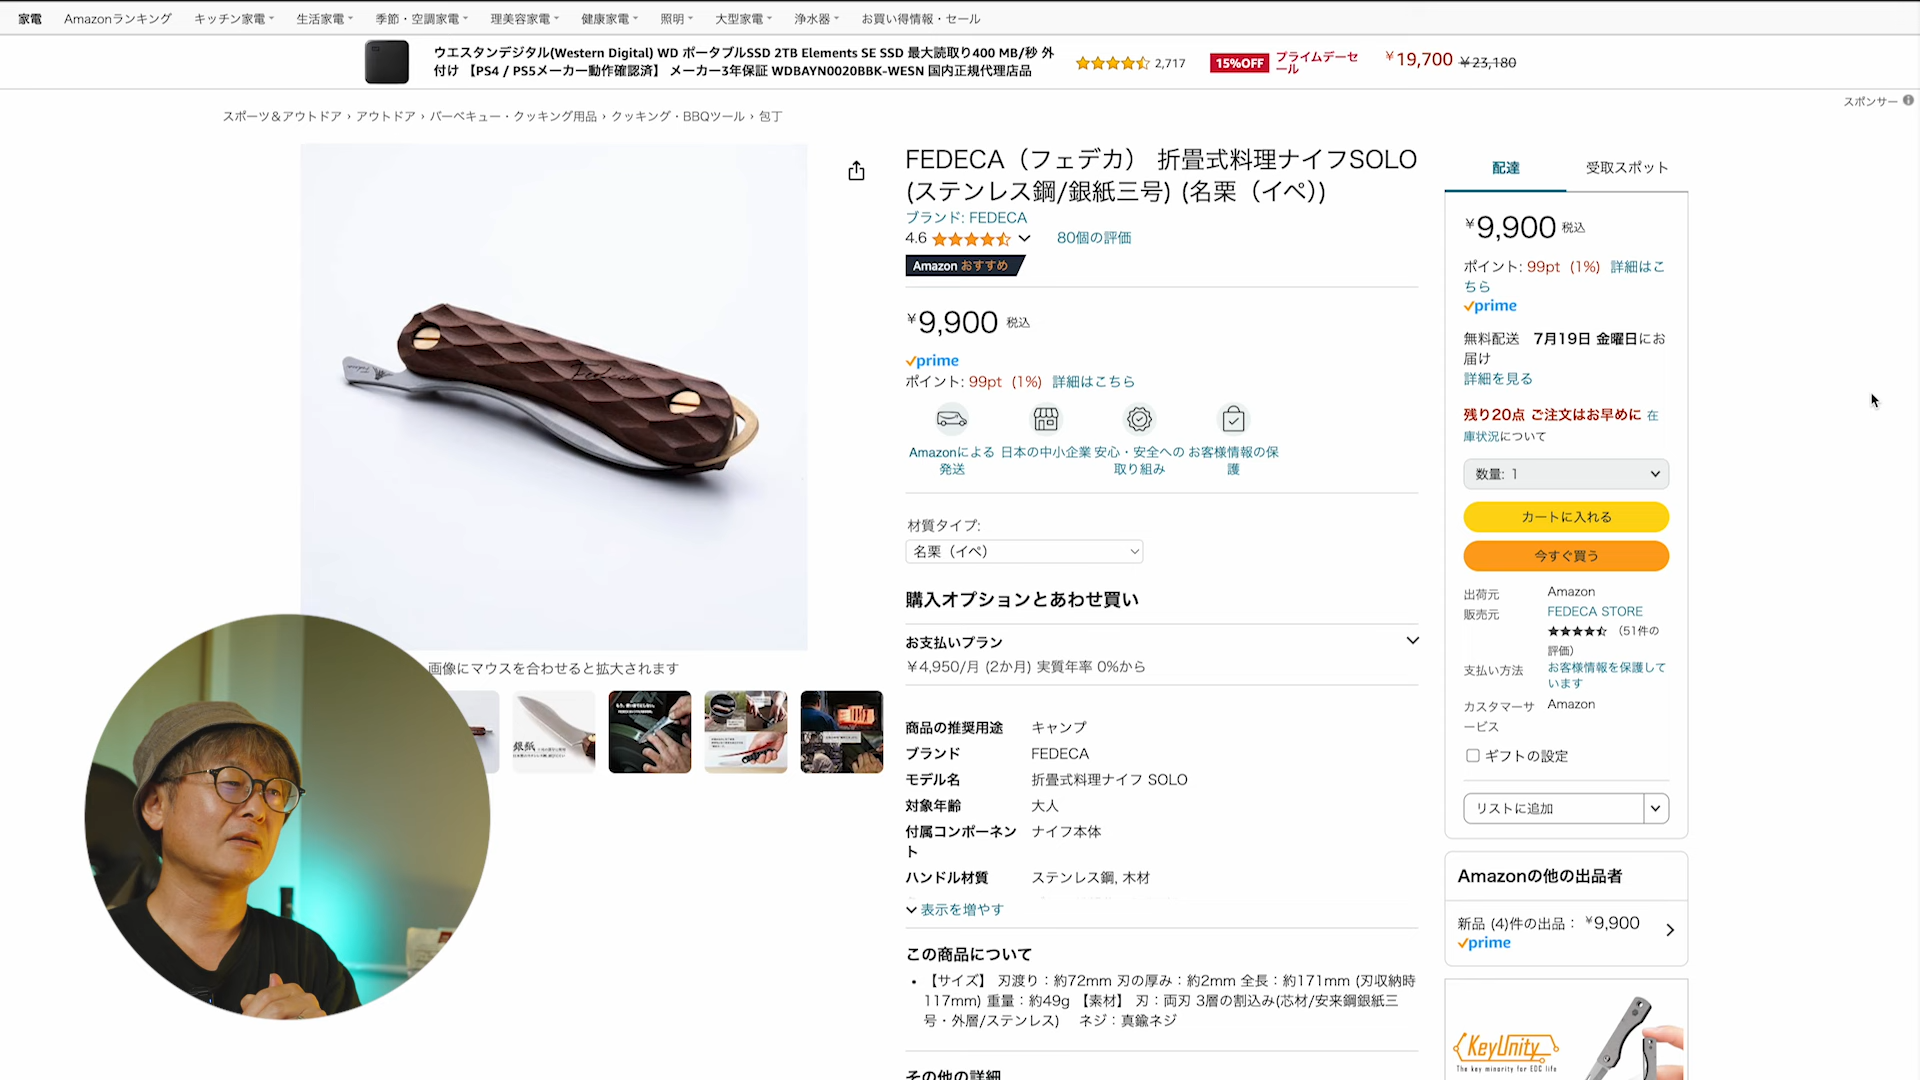 家電
Amazonランキング
キッチン家電
生活家電
季節・空調家電
理美容家電
健康家電
照明
大型家電
浄水器
お買い得情報・セール
ウエスタンデジタル(Western Digital) WD ポータブルSSD 2TB Elements SE SSD 最大読取り400 MB/秒 外
付け 【PS4 / PS5メーカー動作確認済】 メーカー3年保証 WDBAYN0020BBK-WESN 国内正規代理店品
2,717
15%OFF
プライムデーセ
ール
¥19,700 ¥23,180
スポンサー
スポーツ＆アウトドア › アウトドア › バーベキュー・クッキング用品 › クッキング・BBQツール › 包丁
FEDECA（フェデカ） 折畳式料理ナイフSOLO
(ステンレス鋼/銀紙三号) (名栗（イペ))
ブランド: FEDECA
4.6
80個の評価
Amazon おすすめ
¥9,900 税込
prime
ポイント: 99pt (1%) 詳細はこちら
Amazonによる
発送
日本の中小企業
安心・安全への
取り組み
お客様情報の保
護
材質タイプ:
名栗（イペ）
購入オプションとあわせ買い
お支払いプラン
￥4,950/月 (2か月) 実質年率 0%から
商品の推奨用途 キャンプ
ブランド FEDECA
モデル名 折畳式料理ナイフ SOLO
対象年齢 大人
付属コンポーネン
ト
ナイフ本体
ハンドル材質 ステンレス鋼, 木材
表示を増やす
この商品について
• 【サイズ】 刃渡り：約72mm 刃の厚み：約2mm 全長：約171mm (刃収納時
117mm) 重量：約49g 【素材】 刃：両刃 3層の割込み(芯材/安来鋼銀紙三
号・外層/ステンレス) ネジ：真鍮ネジ
その他の詳細
画像にマウスを合わせると拡大されます
Fedeca
銀紙
配達
受取スポット
¥9,900 税込
ポイント: 99pt (1%) 詳細はこ
ちら
prime
無料配送 7月19日 金曜日にお
届け
詳細を見る
残り20点 ご注文はお早めに 在
庫状況について
数量: 1
カートに入れる
今すぐ買う
出荷元 Amazon
販売元 FEDECA STORE
(51件の
評価)
支払い方法 お客様情報を保護して
います
カスタマーサ
ービス
Amazon
ギフトの設定
リストに追加
Amazonの他の出品者
新品 (4)件の出品： ¥9,900
prime
KeyUnity
The key minority for EDC life